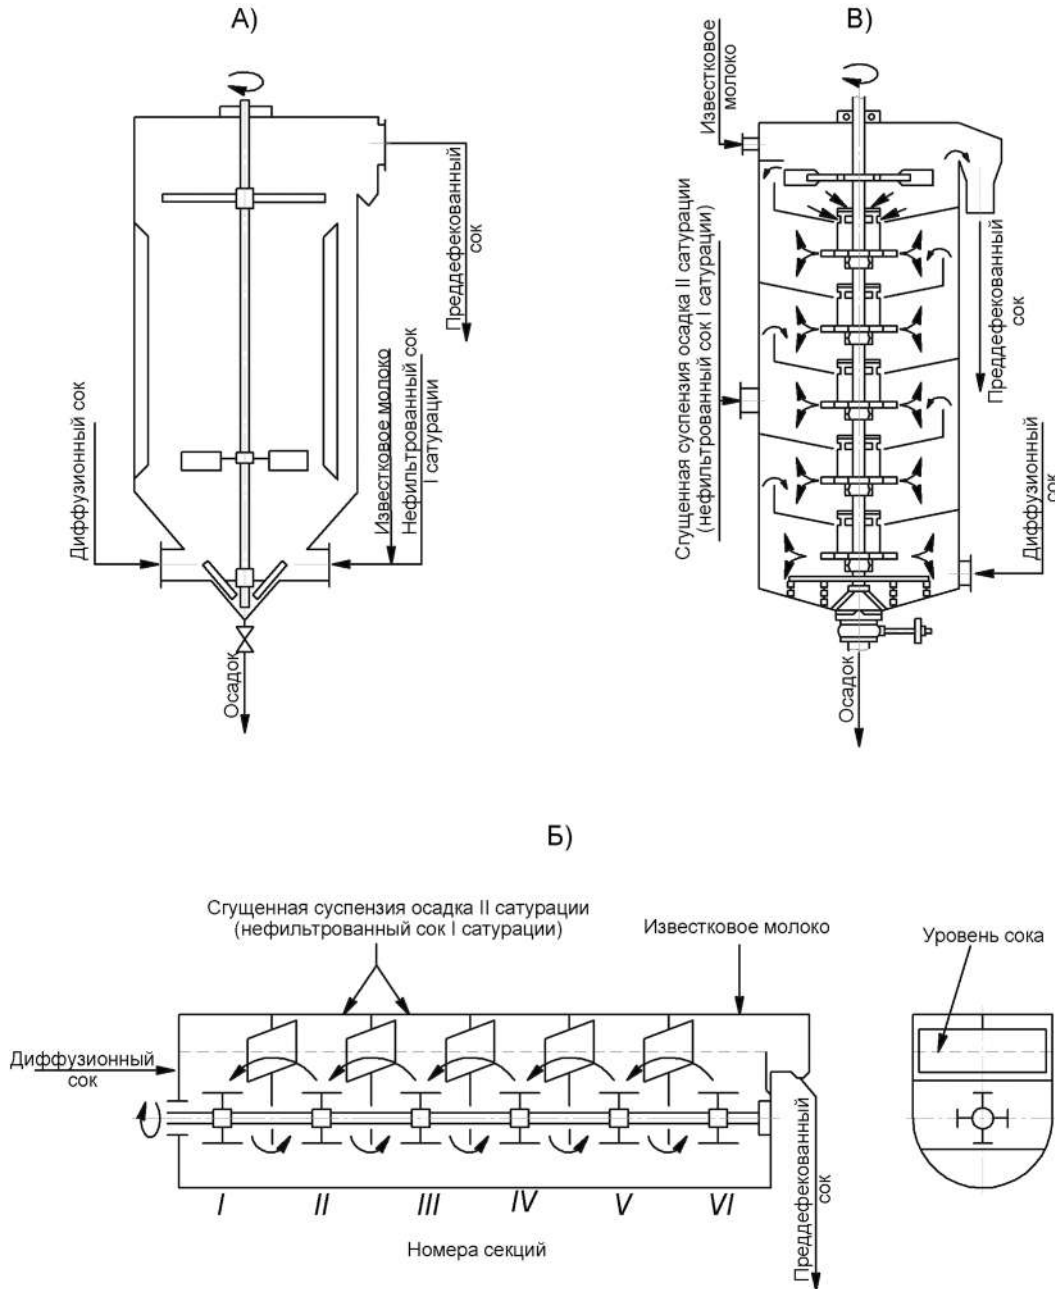 А)
Диффузионный сок
Известковое молоко
Нефильтрованный сок
I сатурации
Преддефекованный
сок
Осадок
В)
Известковое
молоко
Сгущенная суспензия осадка II сатурации
(нефильтрованный сок I сатурации)
Преддефекованный
сок
Диффузионный
сок
Осадок
Б)
Сгущенная суспензия осадка II сатурации
(нефильтрованный сок I сатурации)
Известковое молоко
Уровень сока
Диффузионный
сок
Преддефекованный
сок
I II III IV V VI
Номера секций